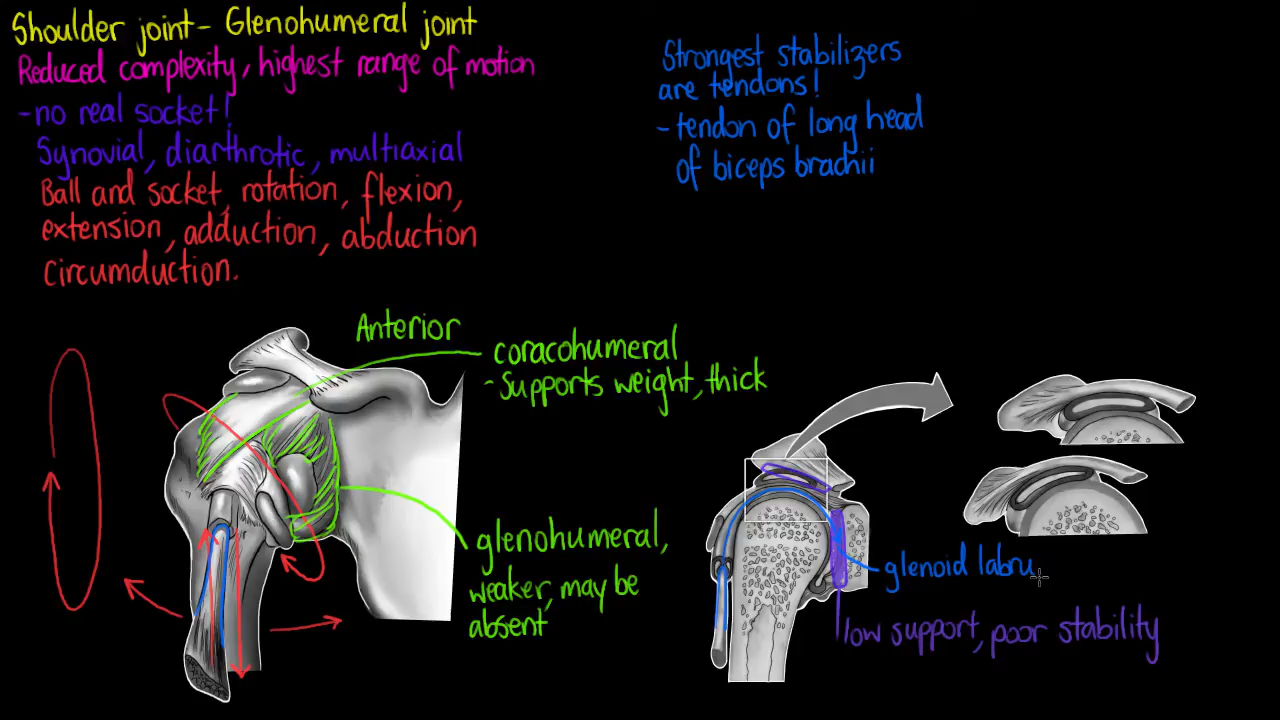 Shoulder joint - Glenohumeral joint
Reduced complexity, highest range of motion
- no real socket!
Synovial, diarthrotic, multiaxial
Ball and socket, rotation, flexion,
extension, adduction, abduction
Circumduction.
Strongest stabilizers
are tendons!
- tendon of long head
of biceps brachii
Anterior
coracohumeral
- Supports weight, thick
glenohumeral,
weaker, may be
absent
glenoid labru
low support, poor stability